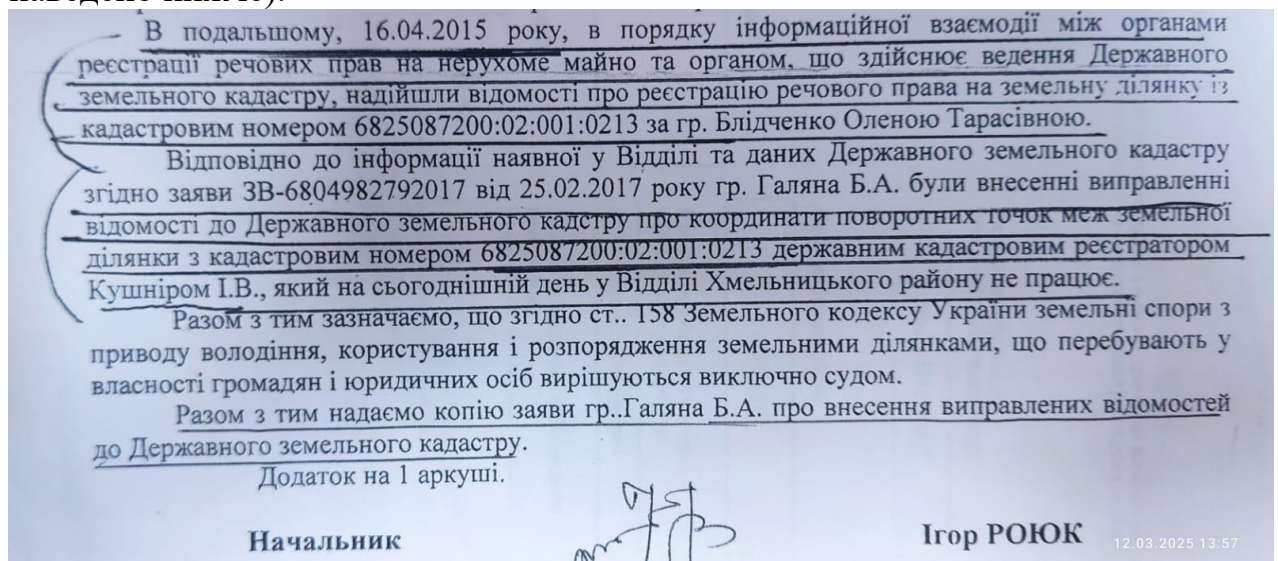 В подальшому, 16.04.2015 року, в порядку інформаційної взаємодії між органами
реєстрації речових прав на нерухоме майно та органом, що здійснює ведення Державного
земельного кадастру, надійшли відомості про реєстрацію речового права на земельну ділянку із
кадастровим номером 6825087200:02:001:0213 за гр. Блідченко Оленою Тарасівною.
Відповідно до інформації наявної у Відділі та даних Державного земельного кадастру
згідно заяви ЗВ-6804982792017 від 25.02.2017 року гр. Галяна Б.А. були внесенні виправленні
відомості до Державного земельного кадстру про координати поворотних точок меж земельної
ділянки з кадастровим номером 6825087200:02:001:0213 державним кадастровим реєстратором
Кушніром І.В., який на сьогоднішній день у Відділі Хмельницького району не працює.
Разом з тим зазначаємо, що згідно ст.. 158 Земельного кодексу України земельні спори з
приводу володіння, користування і розпорядження земельними ділянками, що перебувають у
власності громадян і юридичних осіб вирішуються виключно судом.
Разом з тим надаємо копію заяви гр..Галяна Б.А. про внесення виправлених відомостей
до Державного земельного кадастру.
Додаток на 1 аркуші.
Начальник Ігор РОЮК
12.03.2025 13:57